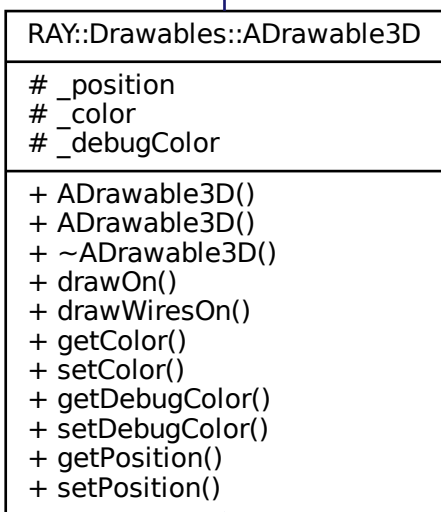 RAY::Drawables::ADrawable3D
# _position
# _color
# _debugColor
+ ADrawable3D()
+ ADrawable3D()
+ ~ADrawable3D()
+ drawOn()
+ drawWiresOn()
+ getColor()
+ setColor()
+ getDebugColor()
+ setDebugColor()
+ getPosition()
+ setPosition()